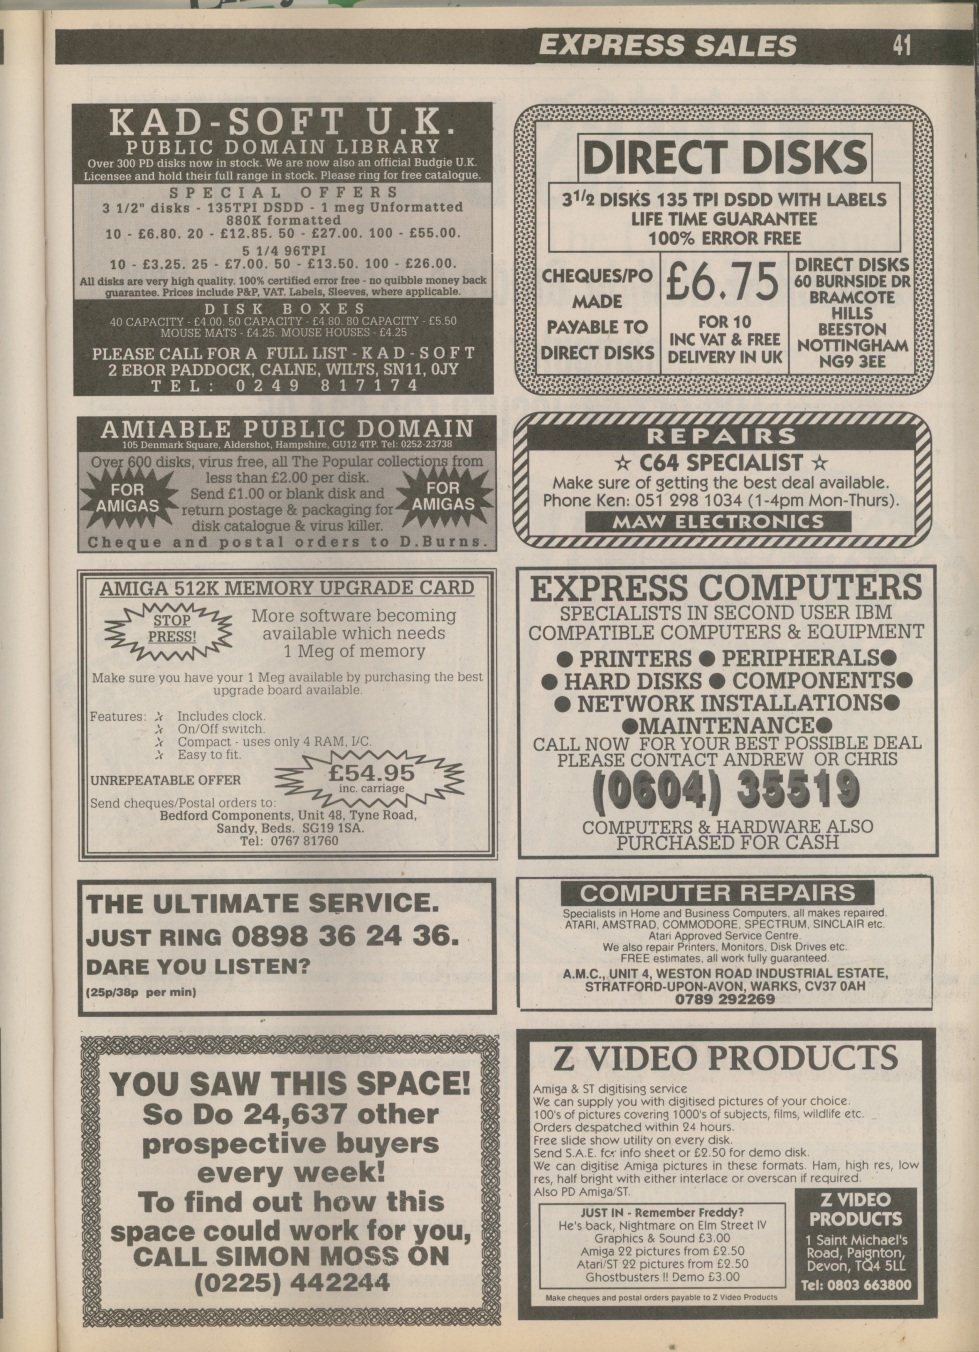 EXPRESS SALES 41
KAD-SOFT U.K.
PUBLIC DOMAIN LIBRARY
Over 300 PD disks now in stock. We are now also an official Budgie U.K.
Licensee and hold their full range in stock. Please ring for free catalogue.
SPECIAL OFFERS
3 1/2" disks - 135TPI DSDD - 1 meg Unformatted
880K formatted
10 - £6.80. 20 - £12.85. 50 - £27.00. 100 - £55.00.
5 1/4 96TPI
10 - £3.25. 25 - £7.00. 50 - £13.50. 100 - £26.00.
All disks are very high quality. 100% certified error free - no quibble money back
guarantee. Prices include P&P, VAT. Labels, Sleeves, where applicable.
DISK BOXES
40 CAPACITY - £4.00. 50 CAPACITY - £4.80. 80 CAPACITY - £5.50
MOUSE MATS - £4.25. MOUSE HOUSES - £4.25
PLEASE CALL FOR A FULL LIST - KAD-SOFT
2 EBOR PADDOCK, CALNE, WILTS, SN11, 0JY
TEL: 0249 817174
DIRECT DISKS
3 1/2 DISKS 135 TPI DSDD WITH LABELS
LIFE TIME GUARANTEE
100% ERROR FREE
CHEQUES/PO
MADE
PAYABLE TO
DIRECT DISKS
£6.75
FOR 10
INC VAT & FREE
DELIVERY IN UK
DIRECT DISKS
60 BURNSIDE DR
BRAMCOTE
HILLS
BEESTON
NOTTINGHAM
NG9 3EE
AMIABLE PUBLIC DOMAIN
105 Denmark Square, Aldershot, Hampshire, GU12 4TP. Tel: 0252-23738
Over 600 disks, virus free, all The Popular collections from
less than £2.00 per disk.
Send £1.00 or blank disk and
return postage & packaging for
disk catalogue & virus killer.
Cheque and postal orders to D.Burns.
FOR
AMIGAS
FOR
AMIGAS
REPAIRS
☆ C64 SPECIALIST ☆
Make sure of getting the best deal available.
Phone Ken: 051 298 1034 (1-4pm Mon-Thurs).
MAW ELECTRONICS
AMIGA 512K MEMORY UPGRADE CARD
STOP
PRESS!
More software becoming
available which needs
1 Meg of memory
Make sure you have your 1 Meg available by purchasing the best
upgrade board available.
Features: Includes clock.
On/Off switch.
Compact - uses only 4 RAM, I/C.
Easy to fit.
UNREPEATABLE OFFER
£54.95
inc. carriage
Send cheques/Postal orders to:
Bedford Components, Unit 48, Tyne Road,
Sandy, Beds. SG19 1SA.
Tel: 0767 81760
EXPRESS COMPUTERS
SPECIALISTS IN SECOND USER IBM
COMPATIBLE COMPUTERS & EQUIPMENT
● PRINTERS ● PERIPHERALS●
● HARD DISKS ● COMPONENTS●
● NETWORK INSTALLATIONS●
●MAINTENANCE●
CALL NOW FOR YOUR BEST POSSIBLE DEAL
PLEASE CONTACT ANDREW OR CHRIS
(0604) 35519
COMPUTERS & HARDWARE ALSO
PURCHASED FOR CASH
THE ULTIMATE SERVICE.
JUST RING 0898 36 24 36.
DARE YOU LISTEN?
(25p/38p per min)
COMPUTER REPAIRS
Specialists in Home and Business Computers, all makes repaired.
ATARI, AMSTRAD, COMMODORE, SPECTRUM, SINCLAIR etc.
Atari Approved Service Centre.
We also repair Printers, Monitors, Disk Drives etc.
FREE estimates, all work fully guaranteed.
A.M.C., UNIT 4, WESTON ROAD INDUSTRIAL ESTATE,
STRATFORD-UPON-AVON, WARKS, CV37 0AH
0789 292269
YOU SAW THIS SPACE!
So Do 24,637 other
prospective buyers
every week!
To find out how this
space could work for you,
CALL SIMON MOSS ON
(0225) 442244
Z VIDEO PRODUCTS
Amiga & ST digitising service
We can supply you with digitised pictures of your choice.
100's of pictures covering 1000's of subjects, films, wildlife etc.
Orders despatched within 24 hours.
Free slide show utility on every disk.
Send S.A.E. for info sheet or £2.50 for demo disk.
We can digitise Amiga pictures in these formats. Ham, high res, low
res, half bright with either interlace or overscan if required.
Also PD Amiga/ST.
JUST IN - Remember Freddy?
He's back, Nightmare on Elm Street IV
Graphics & Sound £3.00
Amiga 22 pictures from £2.50
Atari/ST 22 pictures from £2.50
Ghostbusters !! Demo £3.00
Make cheques and postal orders payable to Z Video Products
Z VIDEO
PRODUCTS
1 Saint Michael's
Road, Paignton,
Devon, TQ4 5LL
Tel: 0803 663800